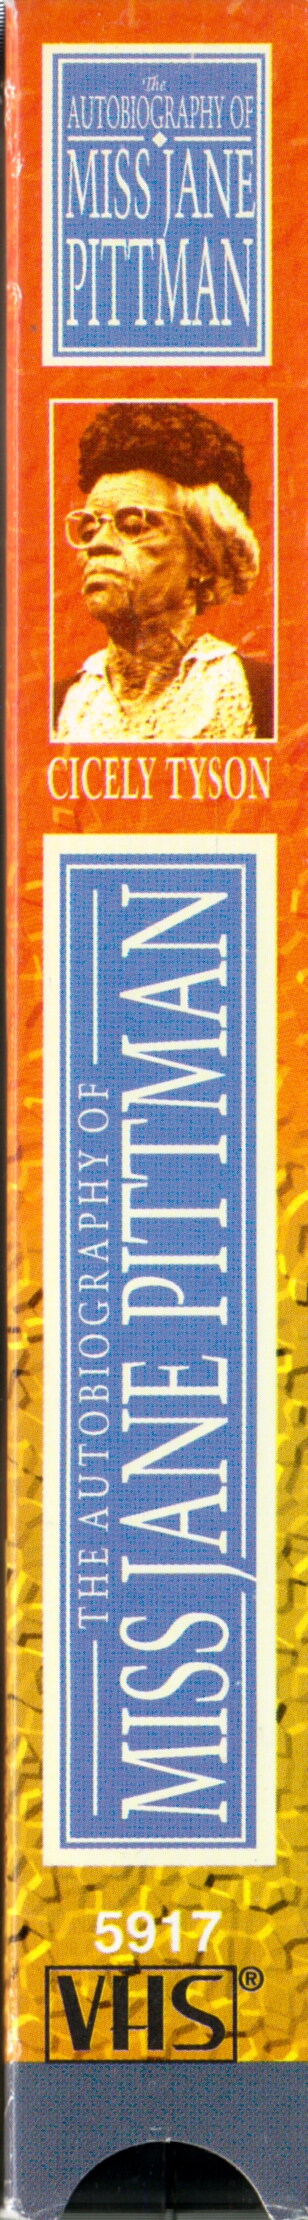 The
AUTOBIOGRAPHY OF
MISS JANE
PITTMAN
CICELY TYSON
THE AUTOBIOGRAPHY OF
MISS JANE PITTMAN
5917
VHS®